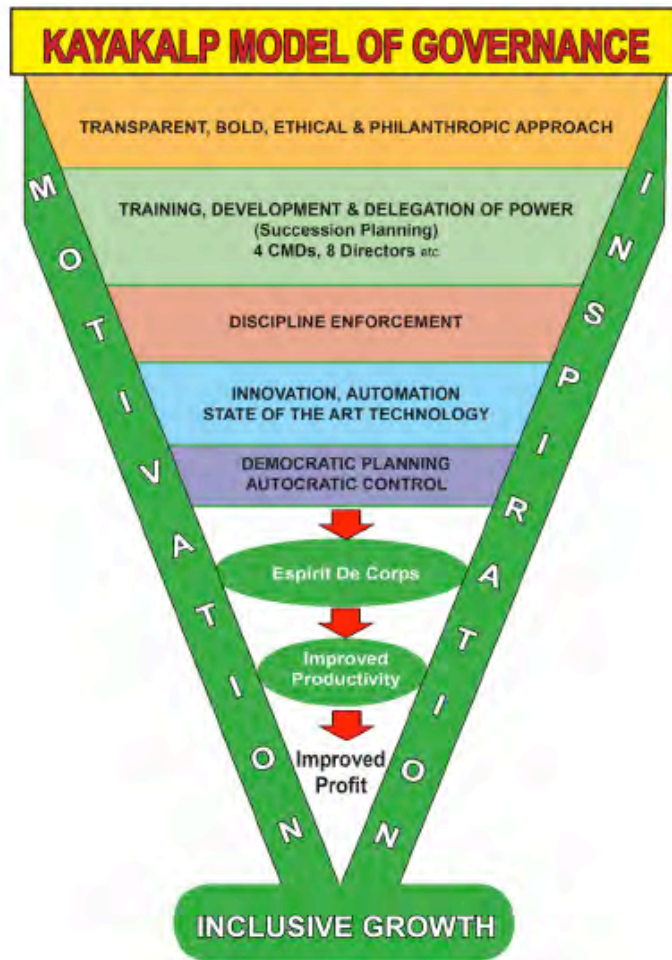 KAYAKALP MODEL OF GOVERNANCE
TRANSPARENT, BOLD, ETHICAL & PHILANTHROPIC APPROACH
TRAINING, DEVELOPMENT & DELEGATION OF POWER
(Succession Planning)
4 CMDs, 8 Directors etc
DISCIPLINE ENFORCEMENT
INNOVATION, AUTOMATION
STATE OF THE ART TECHNOLOGY
DEMOCRATIC PLANNING
AUTOCRATIC CONTROL
Espirit De Corps
Improved
Productivity
Improved
Profit
MOTIVATION
INSPIRATION
INCLUSIVE GROWTH